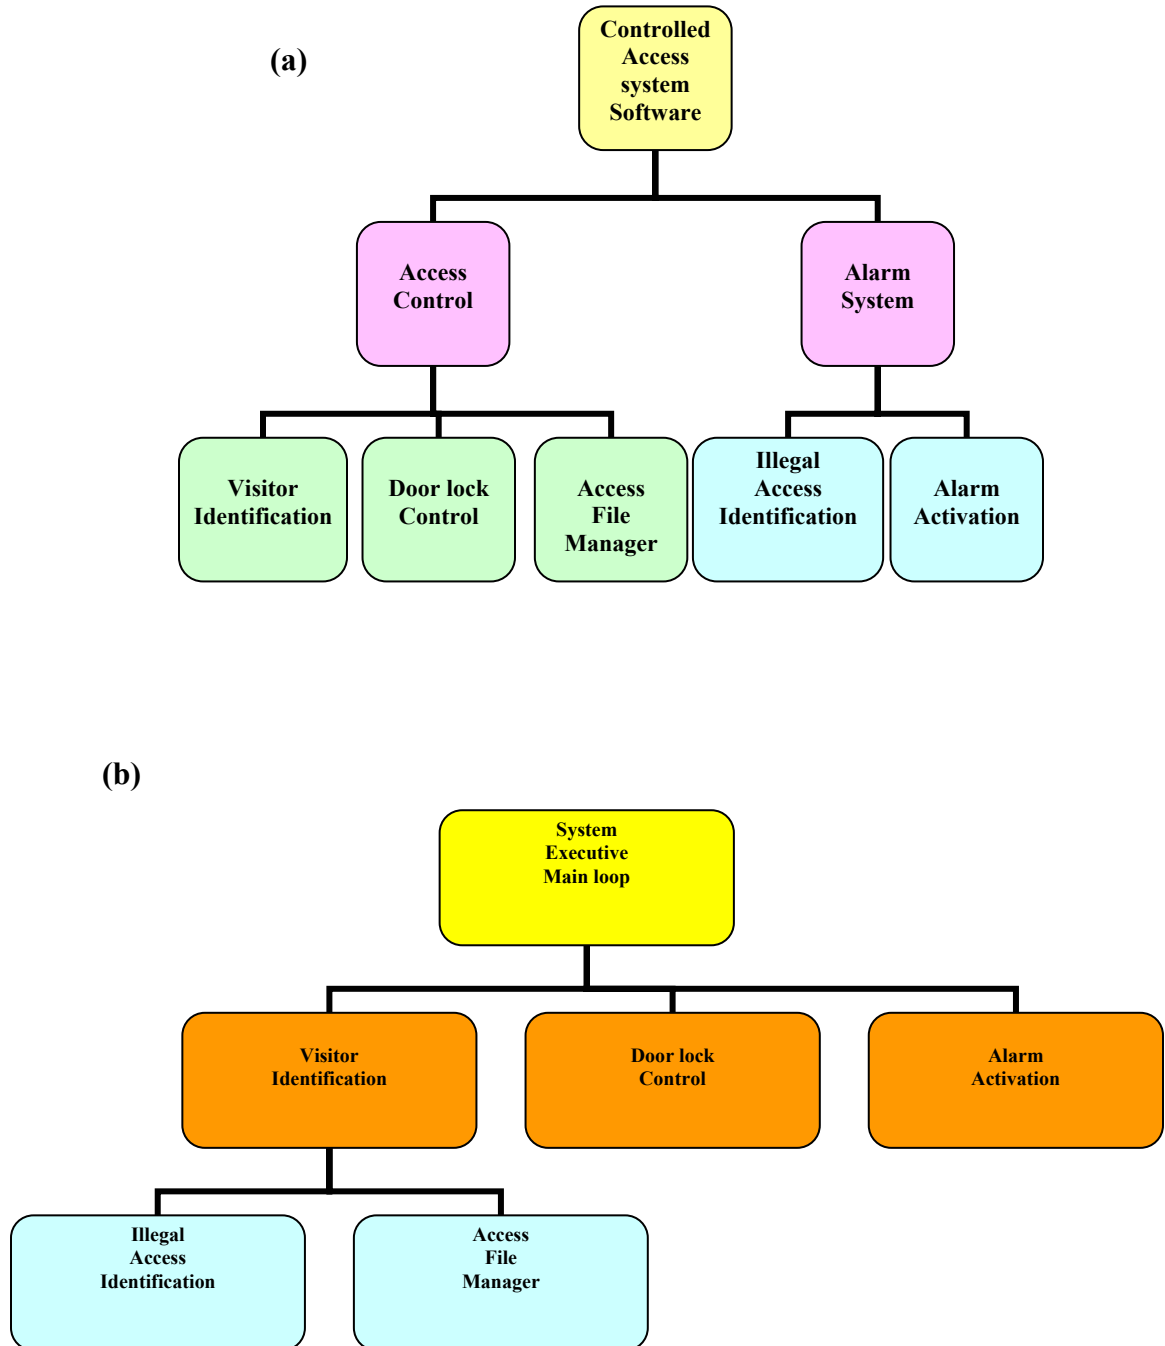 (a)
Controlled
Access
system
Software
Access
Control
Alarm
System
Visitor
Identification
Door lock
Control
Access
File
Manager
Illegal
Access
Identification
Alarm
Activation
(b)
System
Executive
Main loop
Visitor
Identification
Door lock
Control
Alarm
Activation
Illegal
Access
Identification
Access
File
Manager